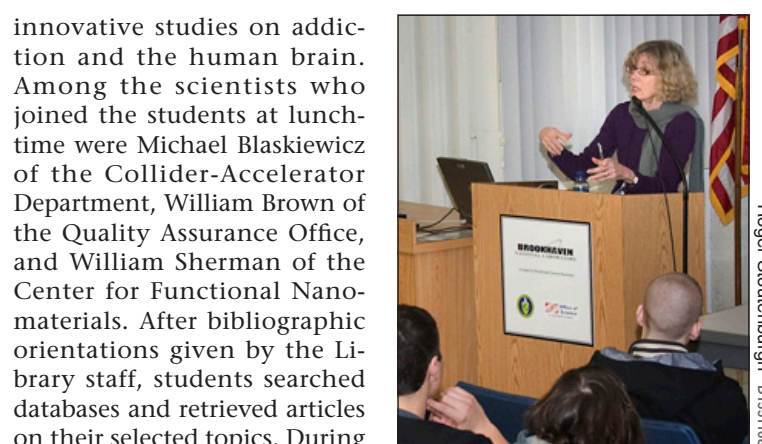 innovative studies on addic-
tion and the human brain.
Among the scientists who
joined the students at lunch-
time were Michael Blaskiewicz
of the Collider-Accelerator
Department, William Brown of
the Quality Assurance Office,
and William Sherman of the
Center for Functional Nano-
materials. After bibliographic
orientations given by the Li-
brary staff, students searched
databases and retrieved articles
on their selected topics. During
BROOKHAVEN
NATIONAL LABORATORY
Office of
Science
Roger Stoutenburgh